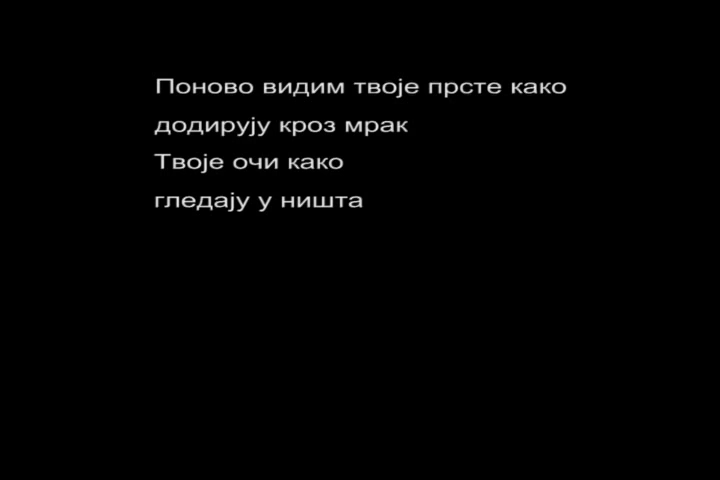 Поново видим твоје прсте како
додирују кроз мрак
Твоје очи како
гледају у ништа